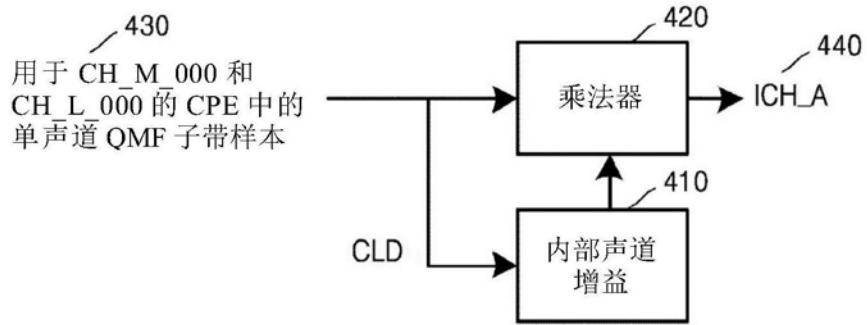 430
用于 CH_M_000 和
CH_L_000 的 CPE 中的
单声道 QMF 子带样本
420
乘法器
440
ICH_A
410
CLD
内部声道
增益